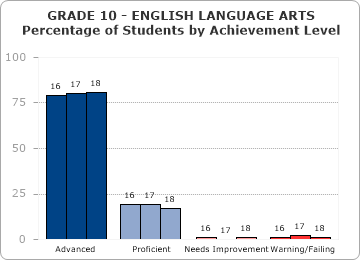 GRADE 10 - ENGLISH LANGUAGE ARTS
Percentage of Students by Achievement Level
100
75
50
25
0
16 17 18
16 17 18
16 17 18
16 17 18
Advanced Proficient Needs Improvement Warning/Failing